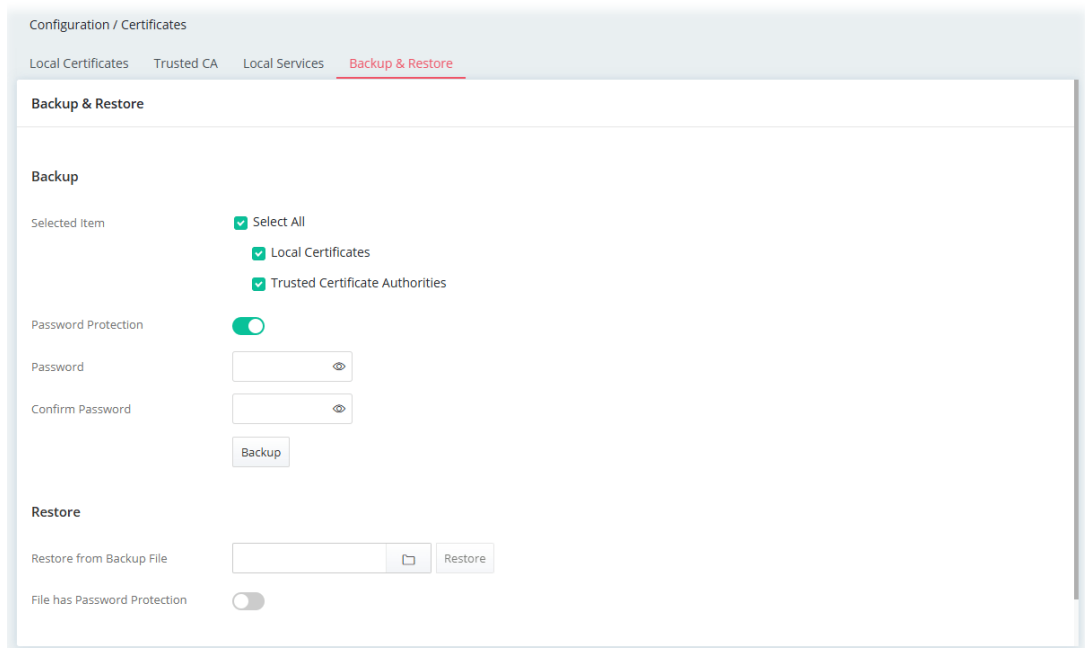 Configuration / Certificates
Local Certificates Trusted CA Local Services Backup & Restore
Backup & Restore
Backup
Selected Item Select All
Local Certificates
Trusted Certificate Authorities
Password Protection
Password
Confirm Password
Backup
Restore
Restore from Backup File Restore
File has Password Protection